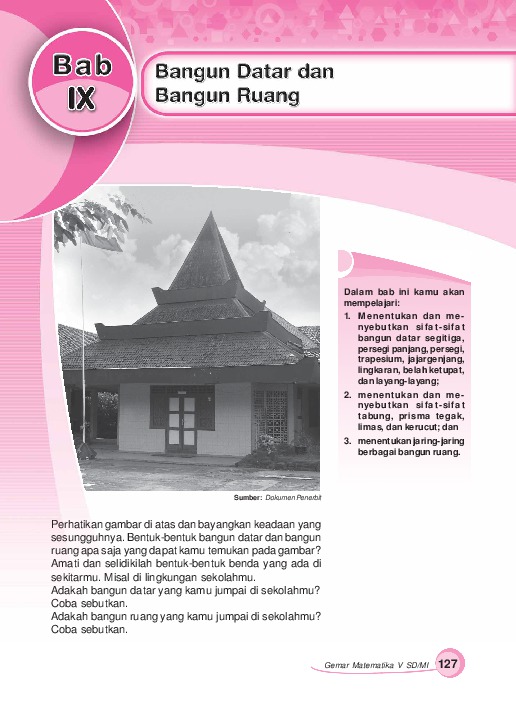 Bab
IX
Bangun Datar dan
Bangun Ruang
Dalam bab ini kamu akan
mempelajari:
1. Menentukan dan me-
nyebutkan sifat-sifat
bangun datar segitiga,
persegi panjang, persegi,
trapesium, jajargenjang,
lingkaran, belah ketupat,
dan layang-layang;
2. menentukan dan me-
nyebutkan sifat-sifat
tabung, prisma tegak,
limas, dan kerucut; dan
3. menentukan jaring-jaring
berbagai bangun ruang.
Sumber: Dokumen Penerbit
Perhatikan gambar di atas dan bayangkan keadaan yang
sesungguhnya. Bentuk-bentuk bangun datar dan bangun
ruang apa saja yang dapat kamu temukan pada gambar?
Amati dan selidikilah bentuk-bentuk benda yang ada di
sekitarmu. Misal di lingkungan sekolahmu.
Adakah bangun datar yang kamu jumpai di sekolahmu?
Coba sebutkan.
Adakah bangun ruang yang kamu jumpai di sekolahmu?
Coba sebutkan.
Gemar Matematika V SD/MI 127